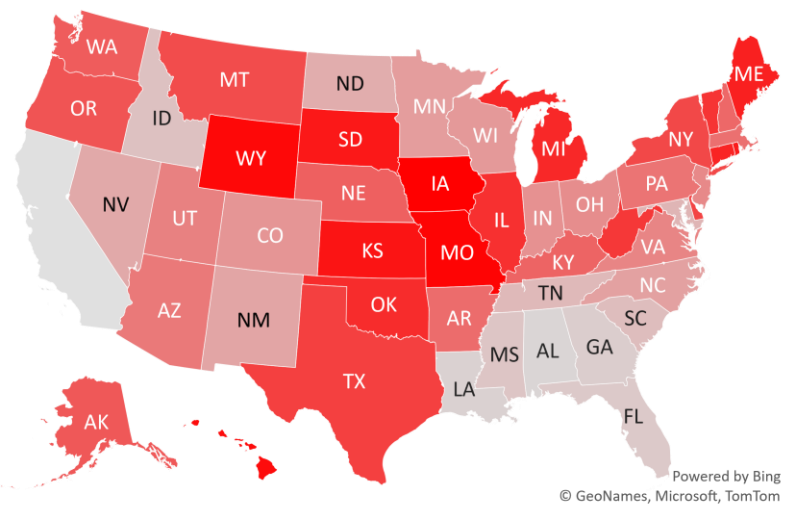 WA
MT
ND
ME
OR
ID
MN
SD
WI
NY
MI
WY
IA
NE
PA
NV
IL
IN
OH
UT
CO
KS
MO
VA
KY
NC
TN
AZ
NM
OK
AR
SC
MS
AL
GA
TX
LA
FL
AK
Powered by Bing
© GeoNames, Microsoft, TomTom